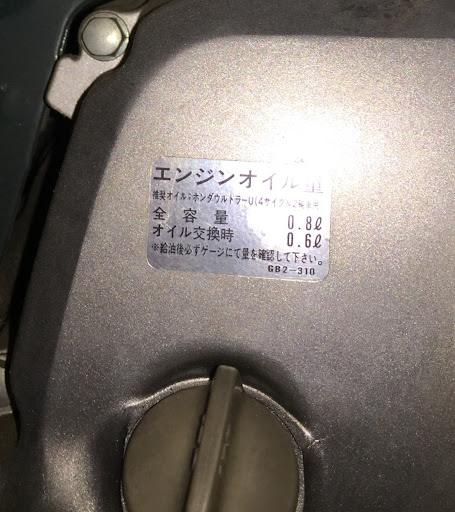 エンジンオイル量
推奨オイル:ホンダウルトラーU(4サイクル2輪車用
全容量 0.8ℓ
オイル交換時 0.6ℓ
※給油後必ずゲージにて量を確認して下さい。
GB2-310